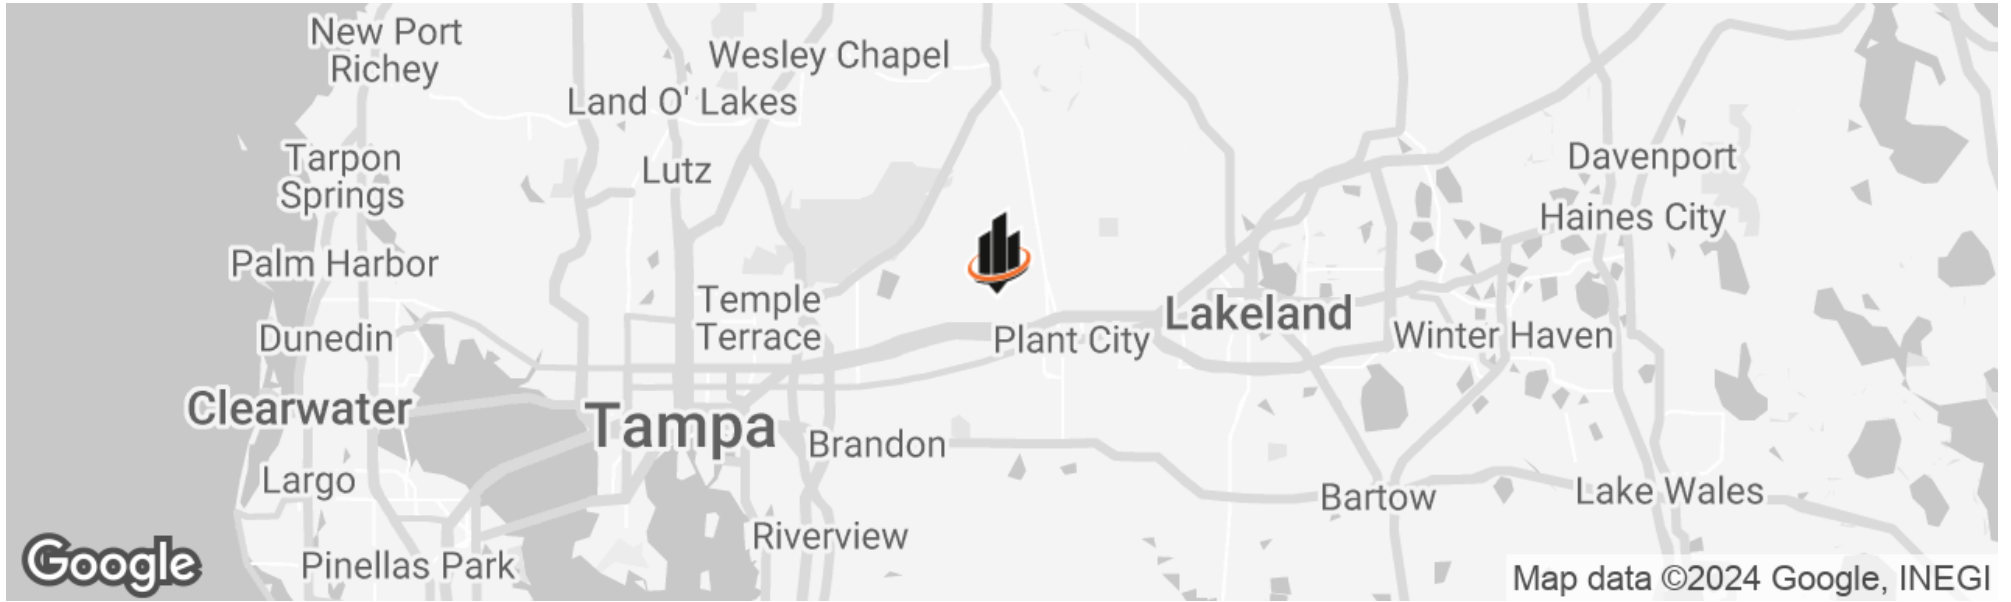 New Port
Richey
Wesley Chapel
Land O' Lakes
Tarpon
Springs
Lutz
Davenport
Haines City
Palm Harbor
Temple
Terrace
Dunedin
Plant City
Lakeland
Winter Haven
Clearwater
Tampa
Brandon
Largo
Bartow
Lake Wales
Riverview
Google
Pinellas Park
Map data ©2024 Google, INEGI